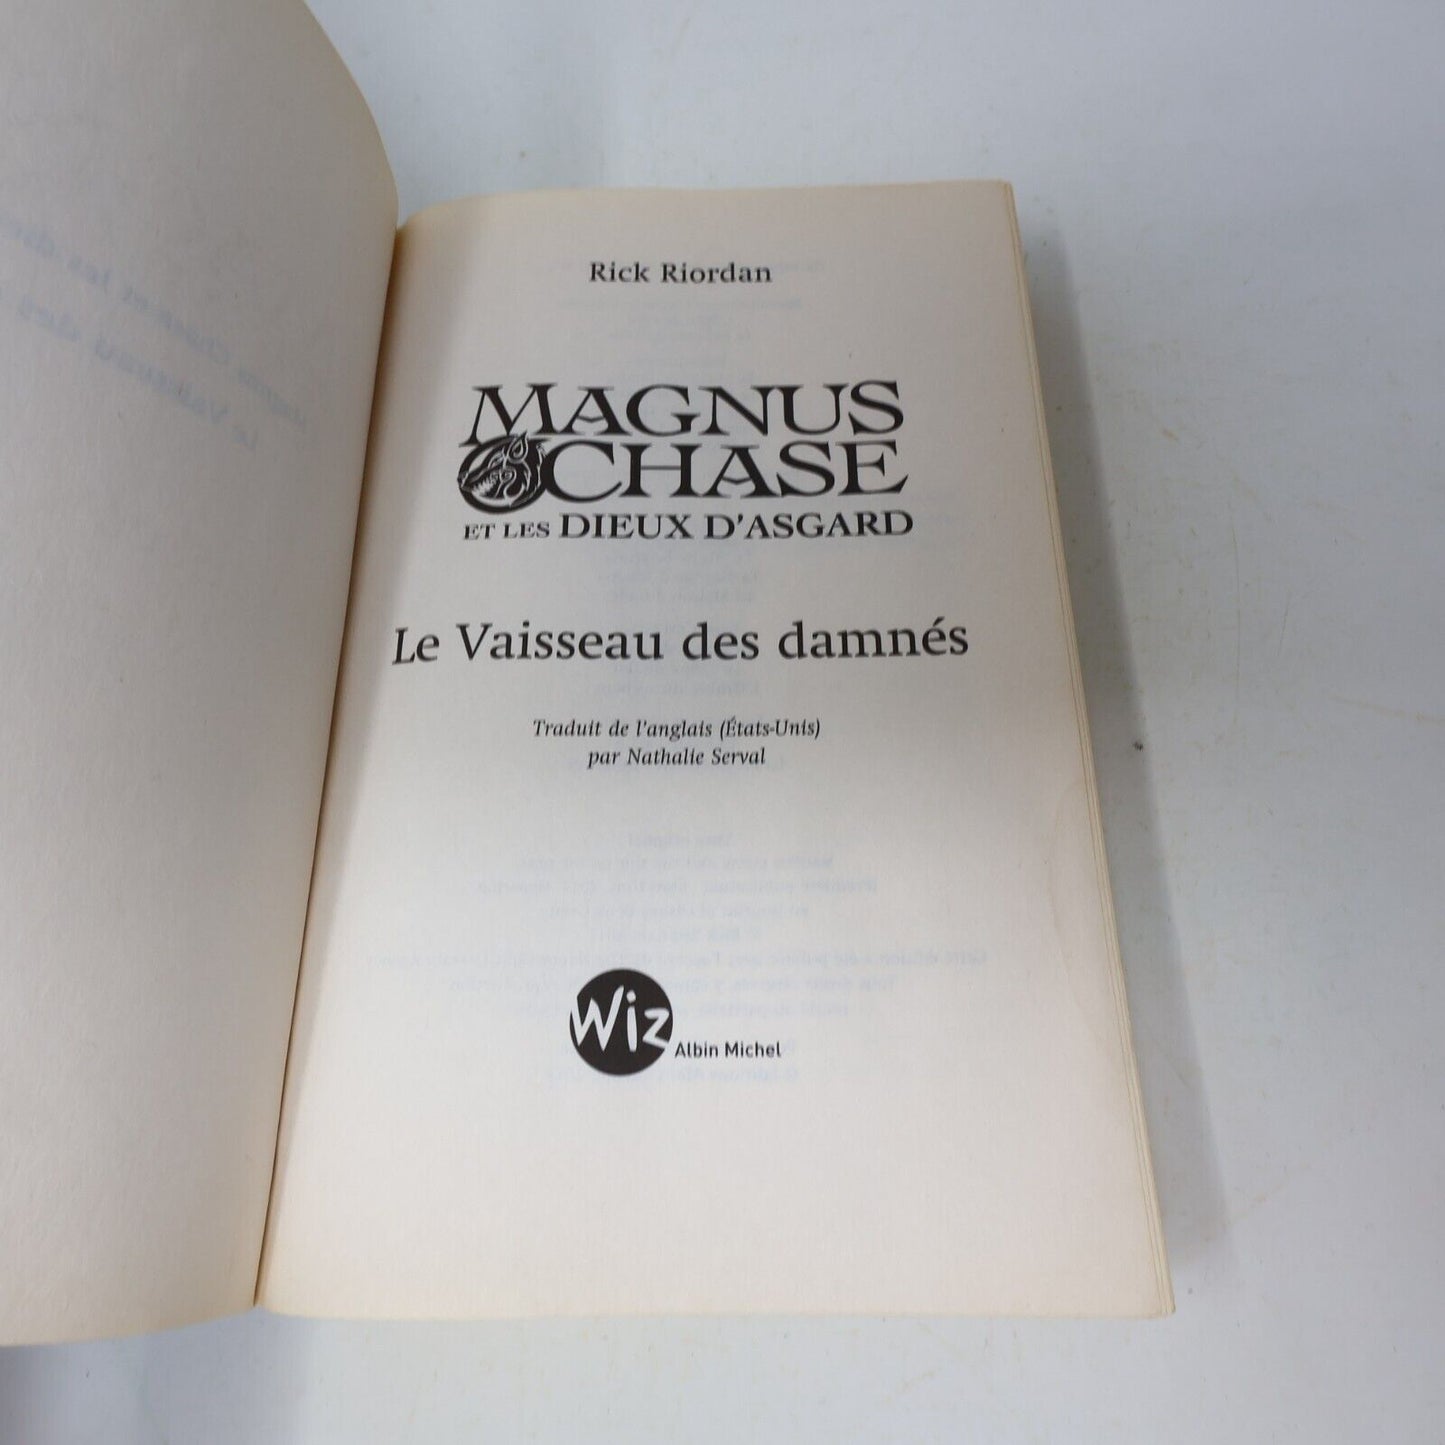 Rick Riordan
MAGNUS
CHASE
ET LES DIEUX D'ASGARD
Le Vaisseau des damnés
Traduit de l'anglais (États-Unis)
par Nathalie Serval
Wiz
Albin Michel